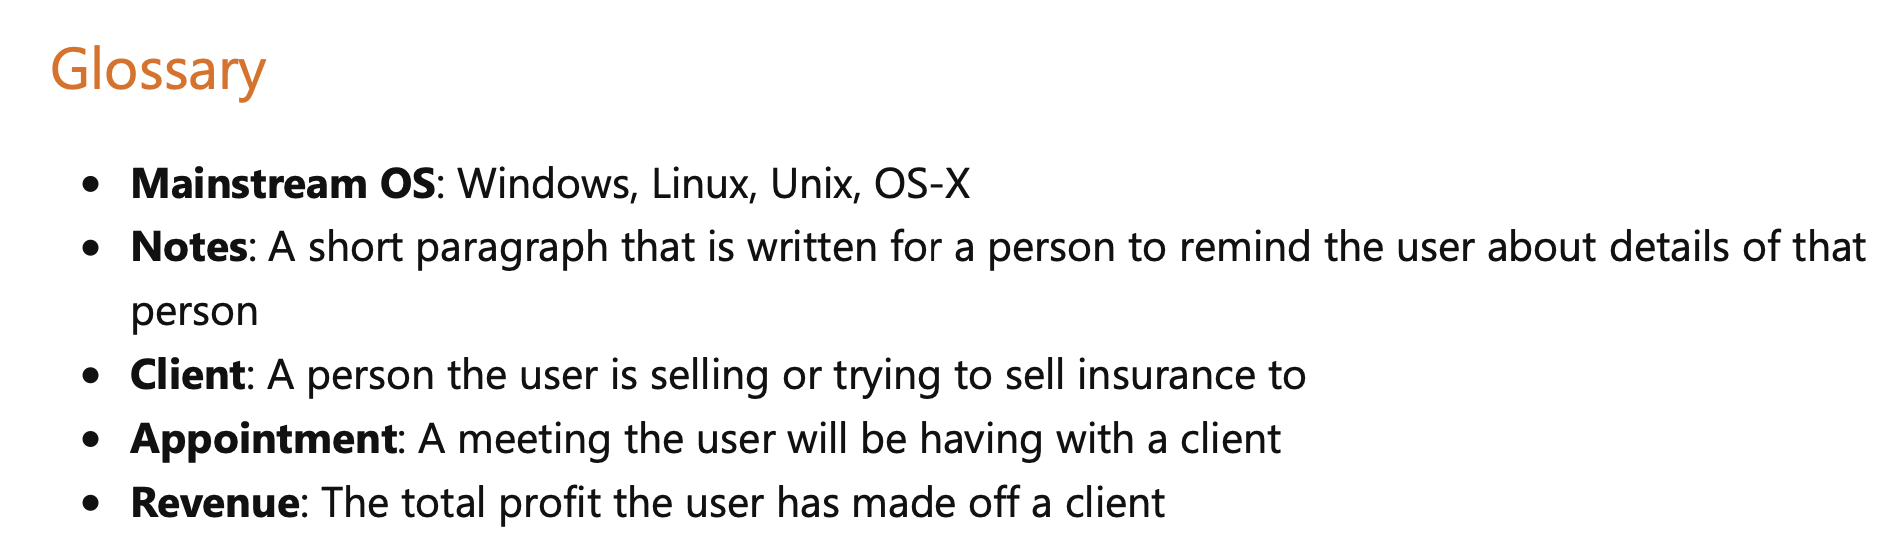 Glossary
• Mainstream OS: Windows, Linux, Unix, OS-X
• Notes: A short paragraph that is written for a person to remind the user about details of that
person
• Client: A person the user is selling or trying to sell insurance to
• Appointment: A meeting the user will be having with a client
• Revenue: The total profit the user has made off a client